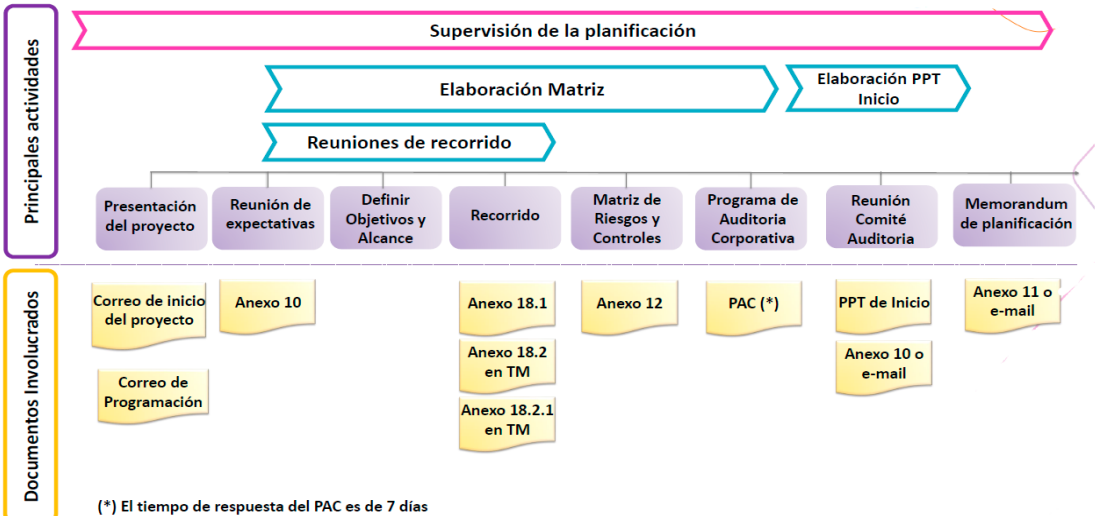 Principales actividades
Supervisión de la planificación
Elaboración Matriz
Elaboración PPT
Inicio
Reuniones de recorrido
Presentación
del proyecto
Reunión de
expectativas
Definir
Objetivos y
Alcance
Recorrido
Matriz de
Riesgos y
Controles
Programa de
Auditoria
Corporativa
Reunión
Comité
Auditoria
Memorandum
de planificación
Documentos Involucrados
Correo de inicio
del proyecto
Correo de
Programación
Anexo 10
Anexo 18.1
Anexo 18.2
en TM
Anexo 18.2.1
en TM
Anexo 12
PAC (*)
PPT de Inicio
Anexo 10 o
e-mail
Anexo 11 o
e-mail
(*) El tiempo de respuesta del PAC es de 7 días